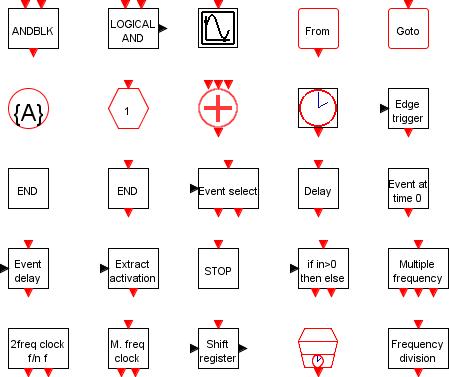 ANDBLK
LOGICAL
AND
From
Goto
{A}
1
Edge
trigger
END
END
Event select
Delay
Event at
time 0
Event
delay
Extract
activation
STOP
if in>0
then else
Multiple
frequency
2freq clock
f/n f
M. freq
clock
Shift
register
Frequency
division